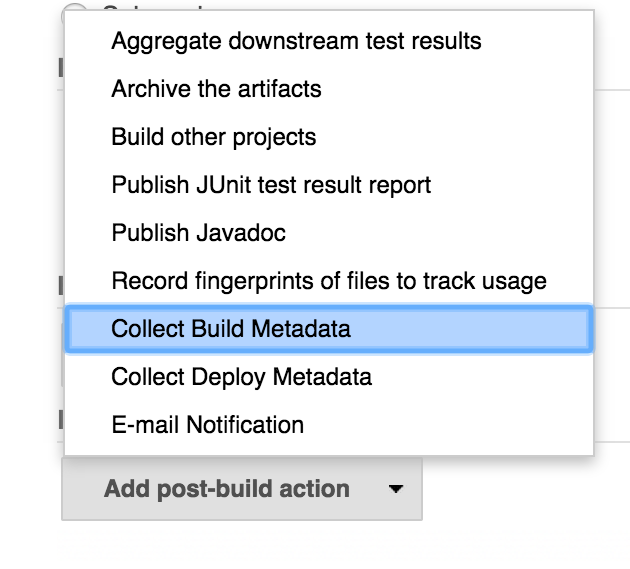 Aggregate downstream test results
Archive the artifacts
Build other projects
Publish JUnit test result report
Publish Javadoc
Record fingerprints of files to track usage
Collect Build Metadata
Collect Deploy Metadata
E-mail Notification
Add post-build action